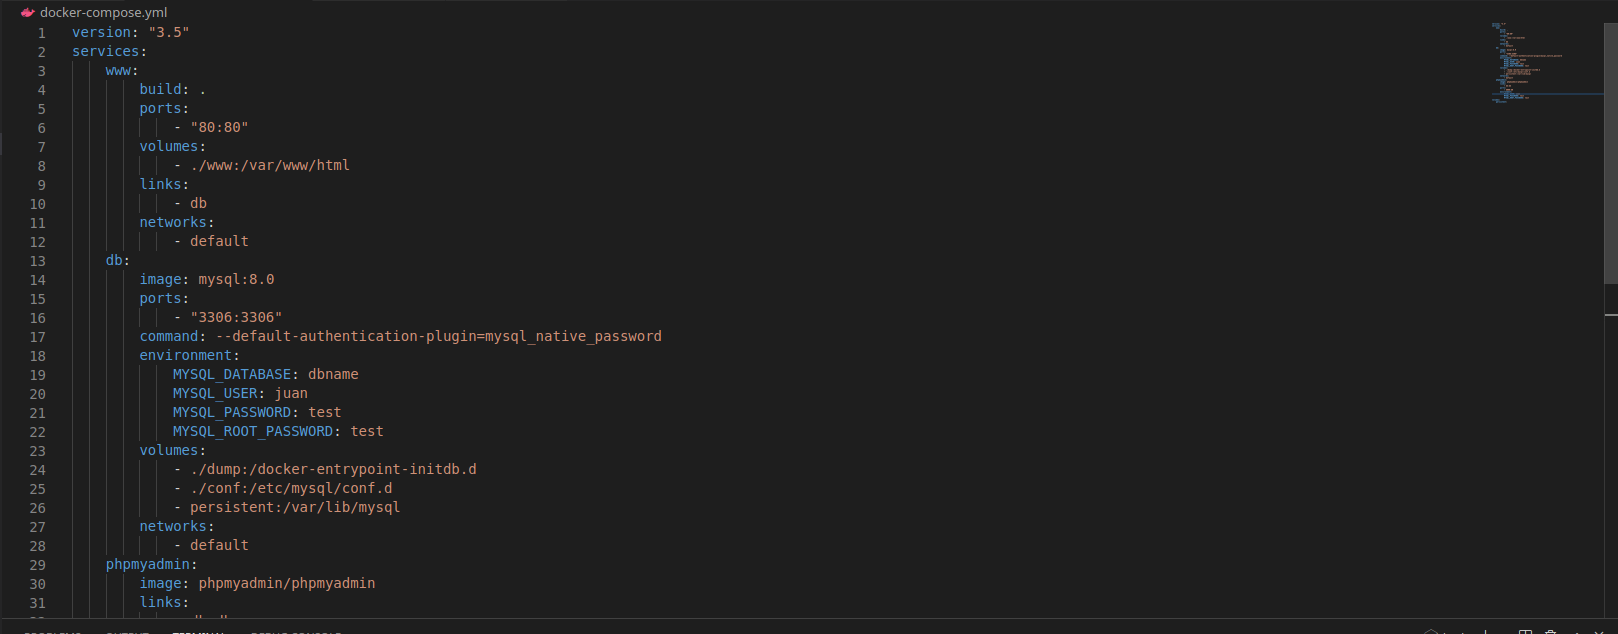 docker-compose.yml
1 version: "3.5"
2 services:
3 www:
4 build: .
5 ports:
6 - "80:80"
7 volumes:
8 - ./www:/var/www/html
9 links:
10 - db
11 networks:
12 - default
13 db:
14 image: mysql:8.0
15 ports:
16 - "3306:3306"
17 command: --default-authentication-plugin=mysql_native_password
18 environment:
19 MYSQL_DATABASE: dbname
20 MYSQL_USER: juan
21 MYSQL_PASSWORD: test
22 MYSQL_ROOT_PASSWORD: test
23 volumes:
24 - ./dump:/docker-entrypoint-initdb.d
25 - ./conf:/etc/mysql/conf.d
26 - persistent:/var/lib/mysql
27 networks:
28 - default
29 phpmyadmin:
30 image: phpmyadmin/phpmyadmin
31 links: